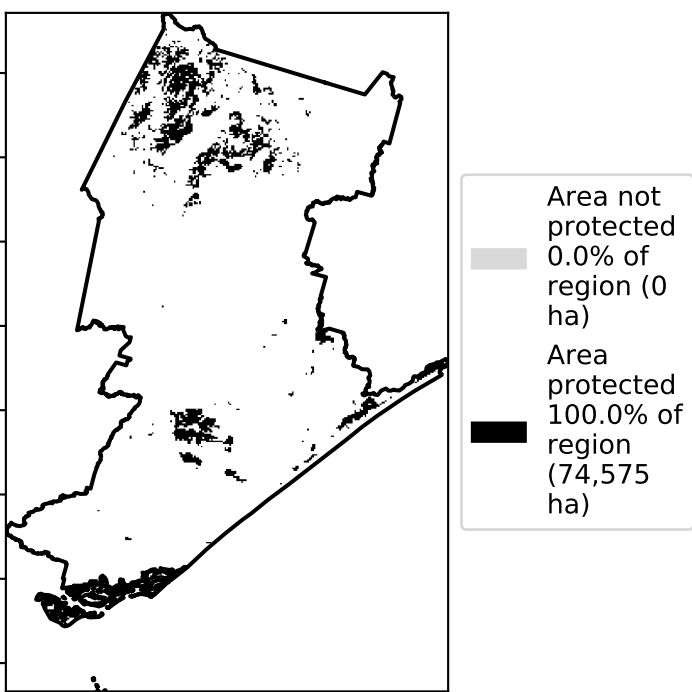 Area not
protected
0.0% of
region (0
ha)
Area
protected
100.0% of
region
(74,575
ha)